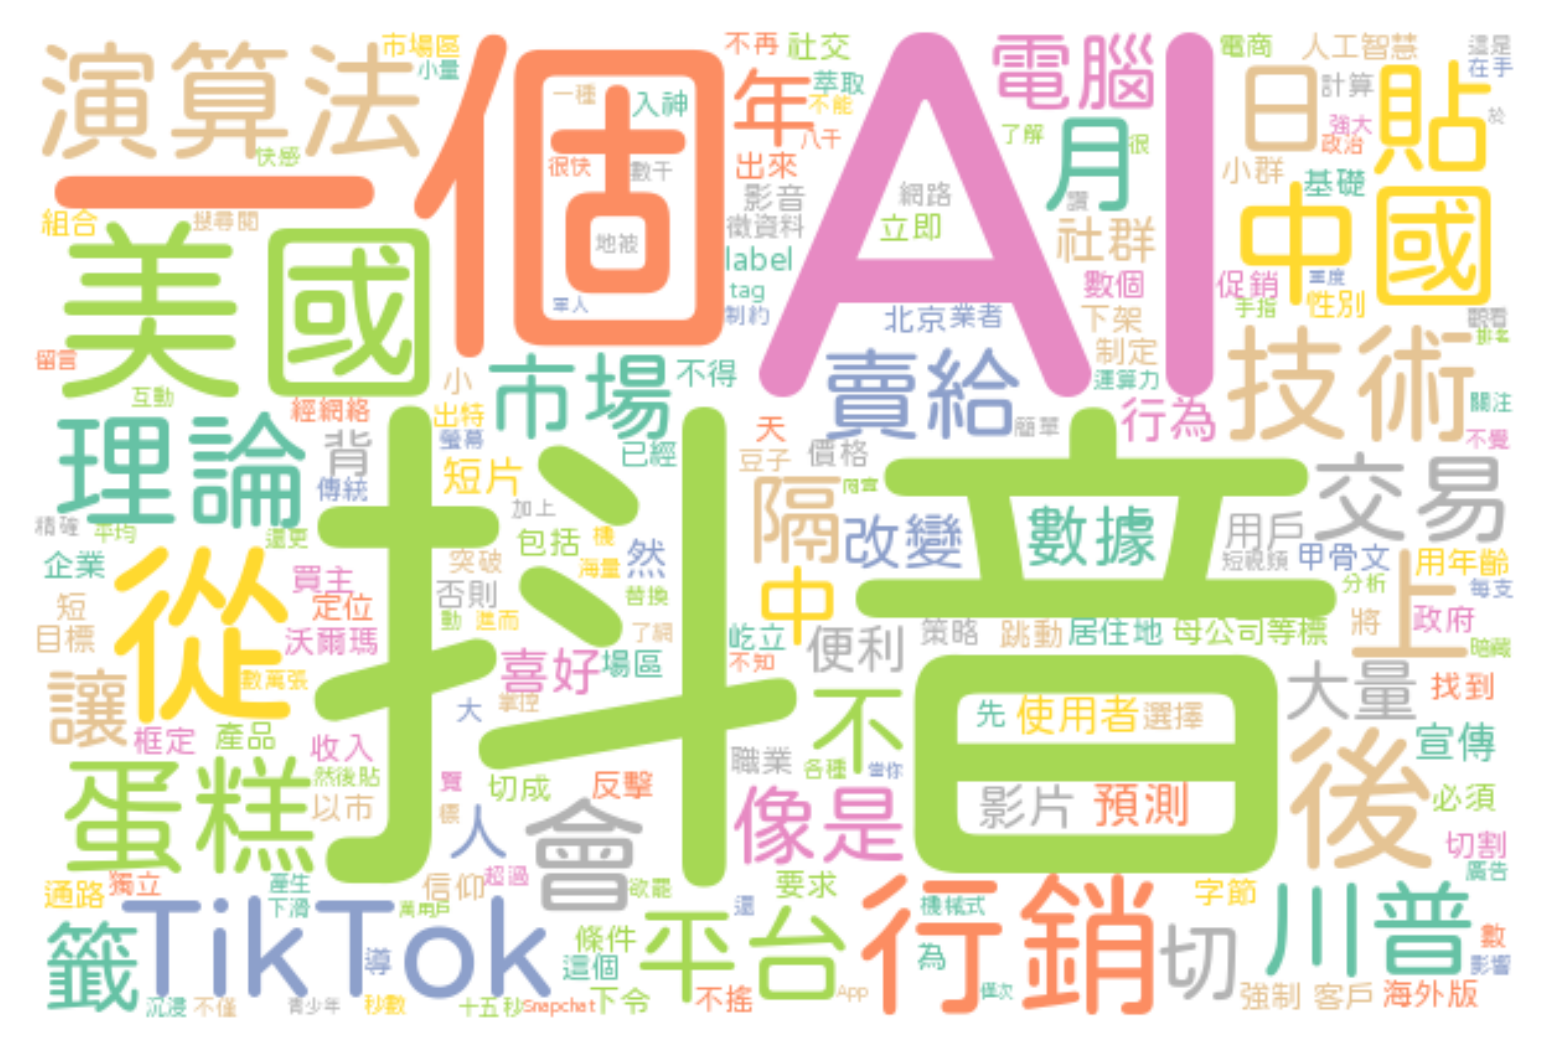 演算法
市場區
小量
快感
一個
一種
入神
很快
數千
地被
軍人
不再
社交
年
萃取
不能
八千
出來
影音
徵資料
label
tag
制約
AI
網路
立即
北京業者
電腦
了解
月
很
讚
社群
數個
下架
制定
運算力
電商
人工智慧
這是
在手
日
計算
貼
於
強大
政治
小群
基礎
中國
促銷
軍度
手指
性別
觀看
組合
搜尋
美國
留言
互動
經網絡
小
出特
市場
不得
賣給
簡單
行為
技術
關注
不覺
理論
背
傳統
螢幕
短片
已經
天
豆子
價格
精確
平均
還更
加上
包括
機
然
海量
替換
突破
否則
動
進而
了網
抖音
隔
改變
數據
用戶
短視頻
交易
甲骨文
用年齡
分析
每支
企業
短
目標
從
買主
定位
沃爾瑪
數萬張
喜好
場區
掌控
大
中
屹立
不知
便利
策略
跳動
居住地
母公司等標
將
上
政府
暗藏
讓
框定
產品
收入
然後貼
以市
覽
標
切成
反擊
職業
各種
當你
不
先
使用者
選擇
影片
預測
大量
找到
後
宣傳
必須
切割
廣告
蛋糕
人
會
像是
通路
獨立
產生
下滑
信仰
超過
欲罷
要求
還
字節
籤
TikTok
萬用戶
導
條件
這個
平台
行銷
機械式
為
僅次
切
川普
數
影響
沉浸
不僅
青少年
秒數
十五秒
Snapchat
下令
不搖
App
強制
客戶
海外版